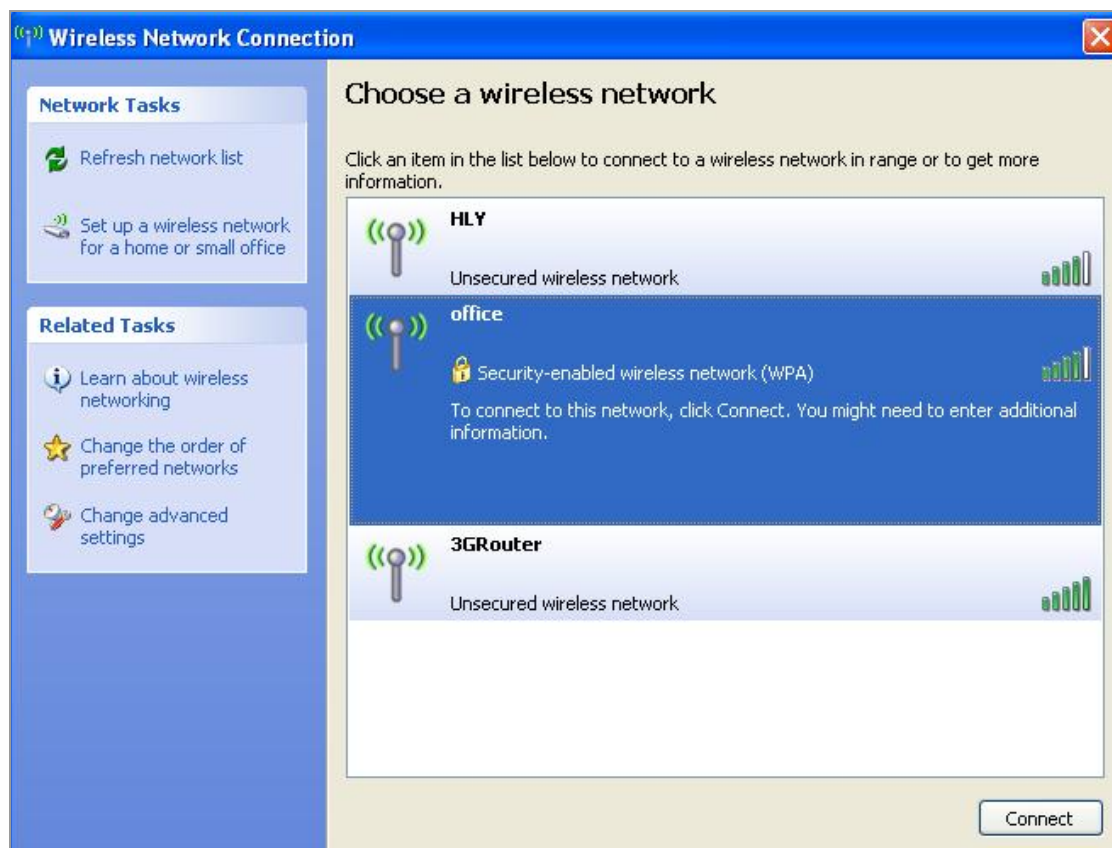 Wireless Network Connection
Network Tasks
Refresh network list
Set up a wireless network
for a home or small office
Related Tasks
Learn about wireless
networking
Change the order of
preferred networks
Change advanced
settings
Choose a wireless network
Click an item in the list below to connect to a wireless network in range or to get more
information.
HLY
Unsecured wireless network
office
Security-enabled wireless network (WPA)
To connect to this network, click Connect. You might need to enter additional
information.
3GRouter
Unsecured wireless network
Connect